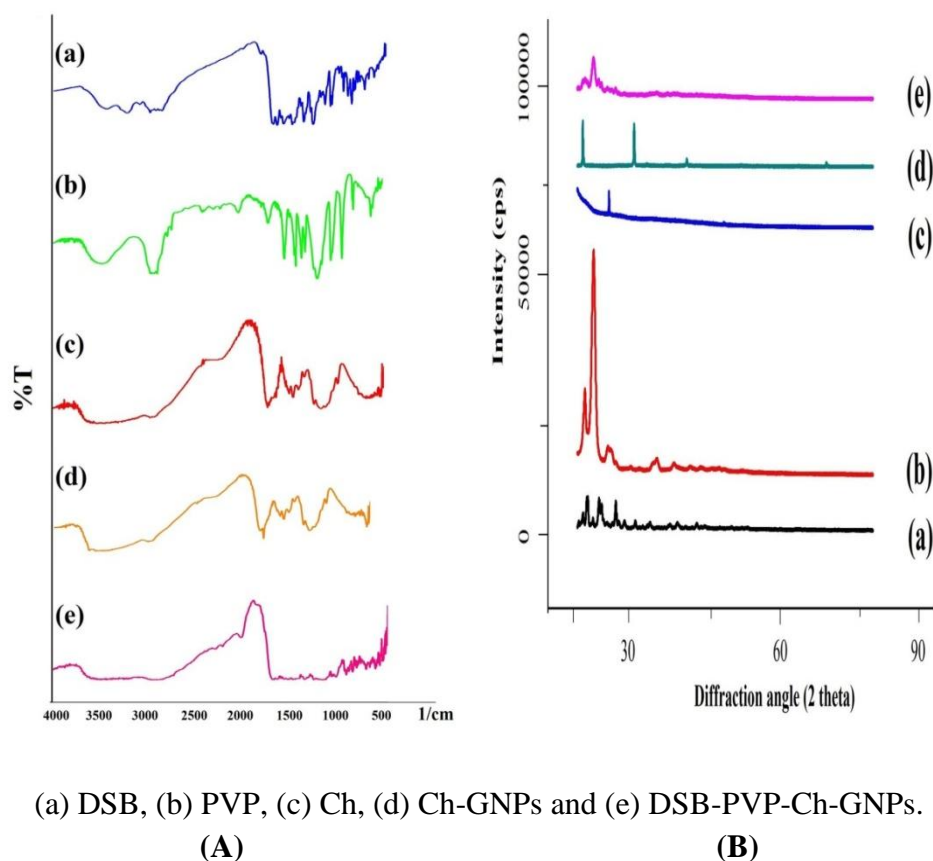 (a)
(b)
(c)
(d)
(e)
%T
4000 3500 3000 2500 2000 1500 1000 500 1/cm
100000
50000
0
Intensity (cps)
(e)
(d)
(c)
(b)
(a)
30 60 90
Diffraction angle (2 theta)
(a) DSB, (b) PVP, (c) Ch, (d) Ch-GNPs and (e) DSB-PVP-Ch-GNPs.
(A) (B)